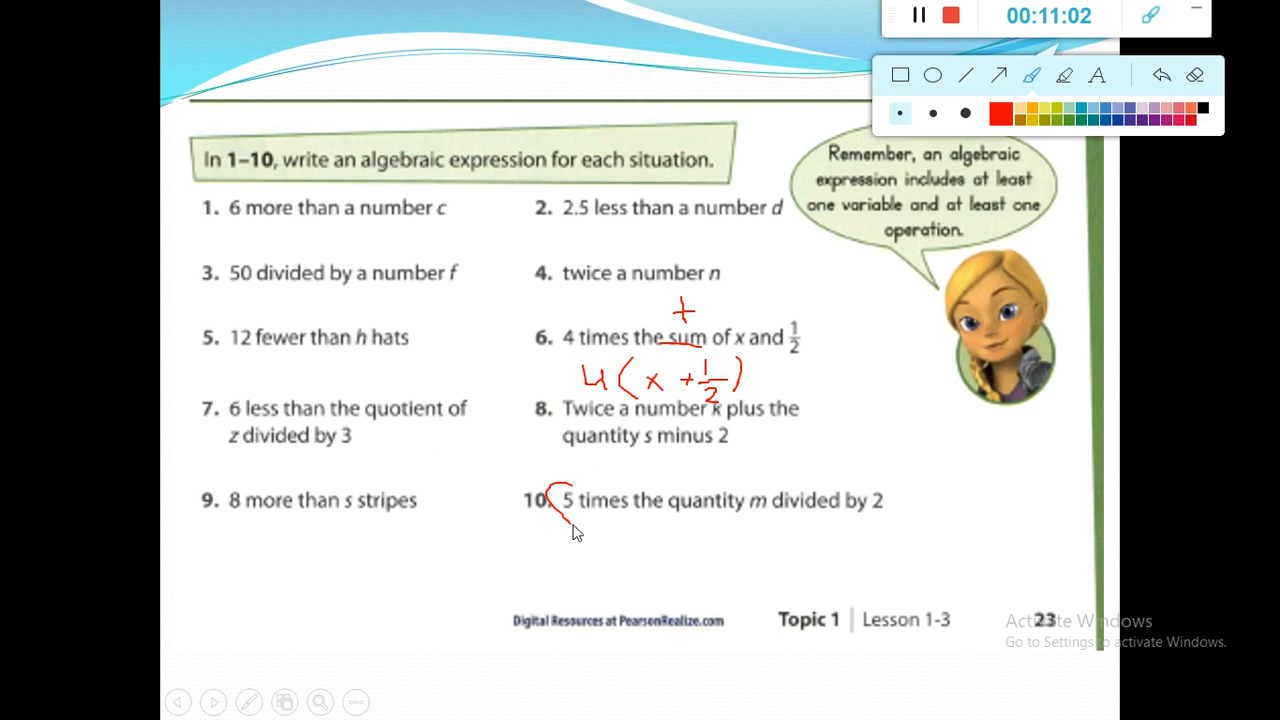 00:11:02
A
In 1–10, write an algebraic expression for each situation.
Remember, an algebraic
expression includes at least
one variable and at least one
operation.
1. 6 more than a number c
2. 2.5 less than a number d
3. 50 divided by a number f
4. twice a number n
+
5. 12 fewer than h hats
6. 4 times the sum of x and 1/2
4 ( x + 1/2 )
7. 6 less than the quotient of
z divided by 3
8. Twice a number k plus the
quantity s minus 2
9. 8 more than s stripes
10. 5 times the quantity m divided by 2
Digital Resources at PearsonRealize.com
Topic 1 | Lesson 1-3
23
Activate Windows
Go to Settings to activate Windows.